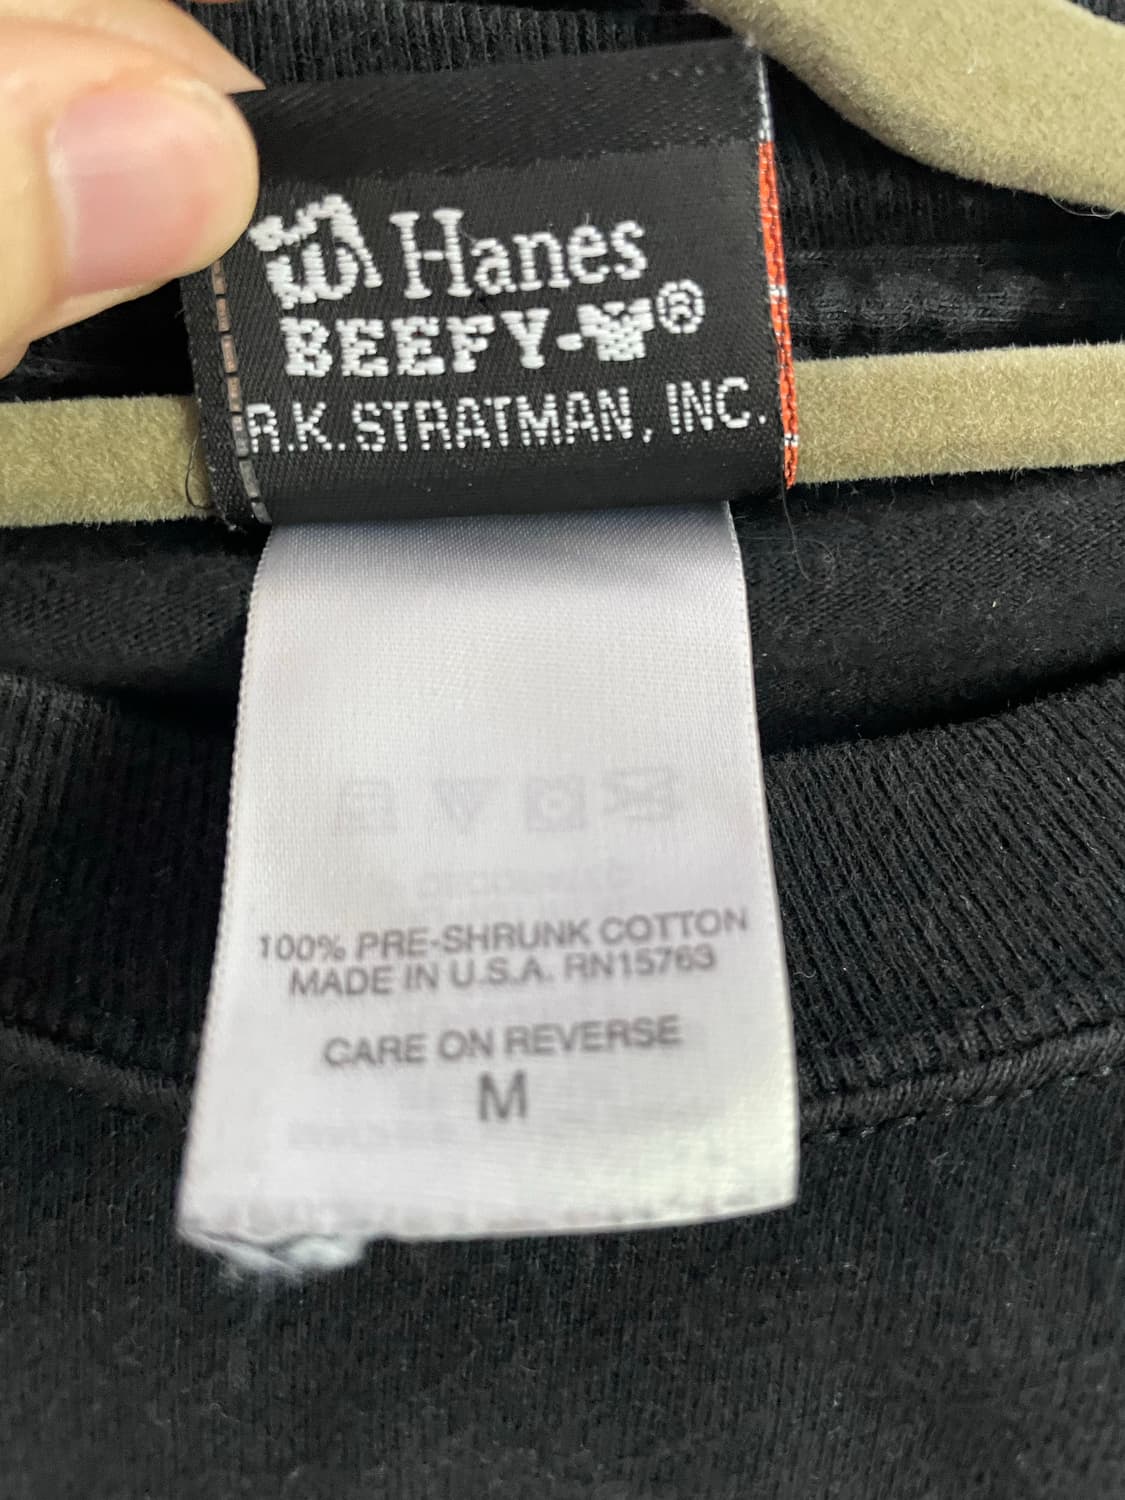 Hanes
BEEFY-T®
R.K. STRATMAN, INC.
100% PRE-SHRUNK COTTON
MADE IN U.S.A. RN15763
CARE ON REVERSE
M